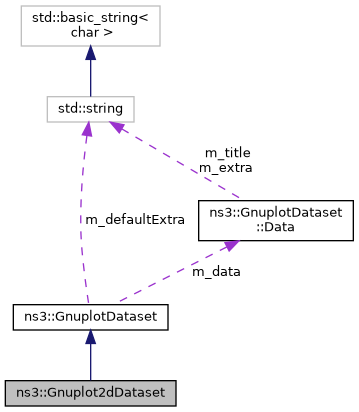 std::basic_string<
char >
std::string
m_title
m_extra
ns3::GnuplotDataset
::Data
m_defaultExtra
m_data
ns3::GnuplotDataset
ns3::Gnuplot2dDataset